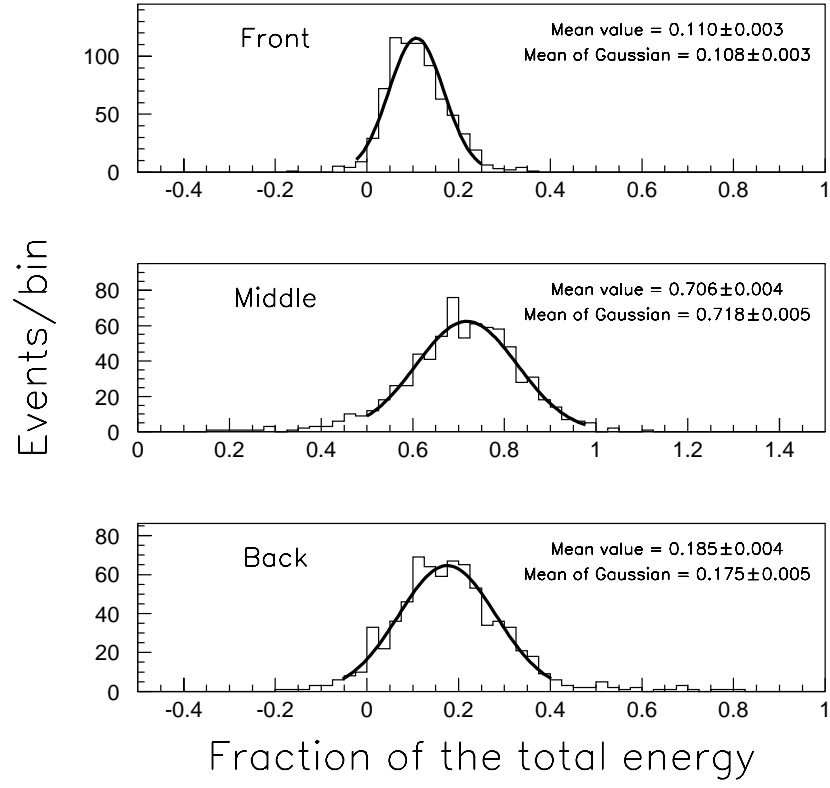 Front
Mean value = 0.110±0.003
Mean of Gaussian = 0.108±0.003
100
50
0
-0.4 -0.2 0 0.2 0.4 0.6 0.8 1
Events/bin
Middle
Mean value = 0.706±0.004
Mean of Gaussian = 0.718±0.005
80
60
40
20
0
0 0.2 0.4 0.6 0.8 1 1.2 1.4
Back
Mean value = 0.185±0.004
Mean of Gaussian = 0.175±0.005
80
60
40
20
0
-0.4 -0.2 0 0.2 0.4 0.6 0.8 1
Fraction of the total energy